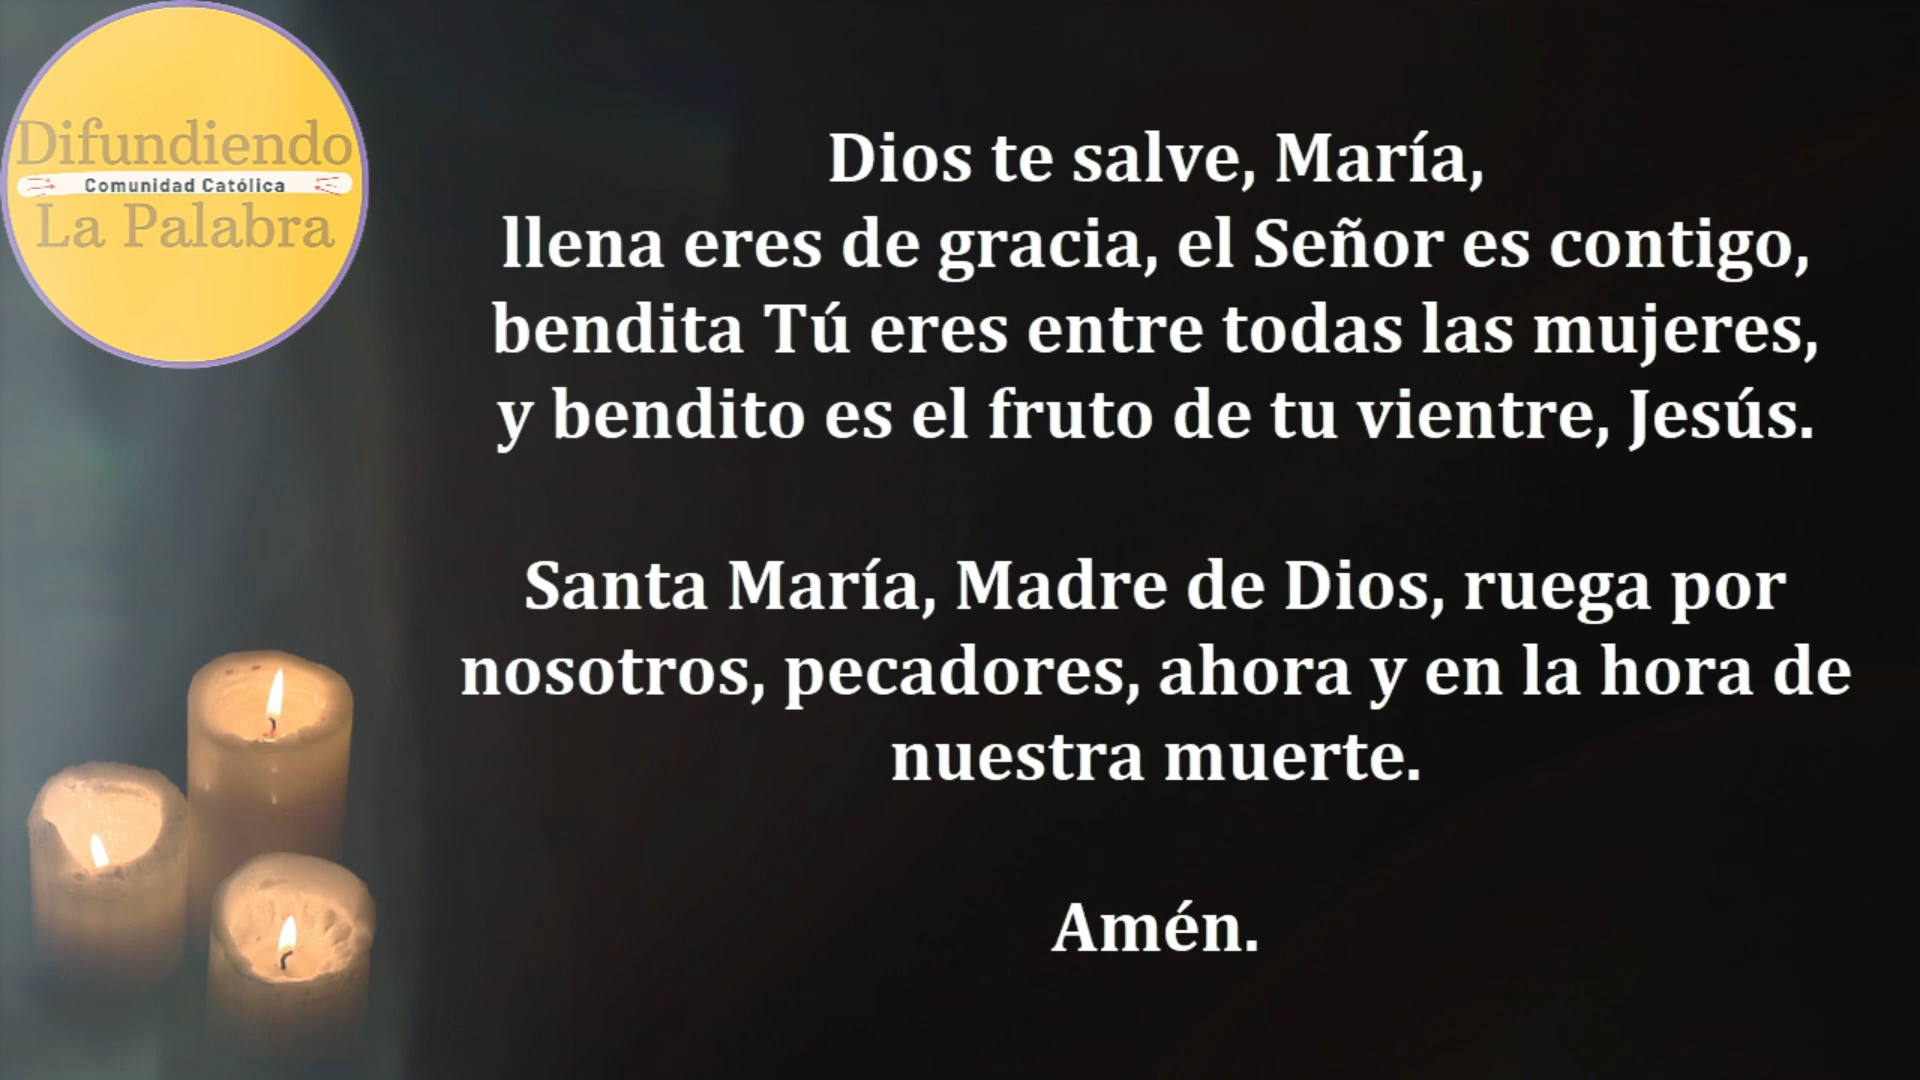 Difundiendo
Comunidad Católica
La Palabra
Dios te salve, María,
llena eres de gracia, el Señor es contigo,
bendita Tú eres entre todas las mujeres,
y bendito es el fruto de tu vientre, Jesús.
Santa María, Madre de Dios, ruega por
nosotros, pecadores, ahora y en la hora de
nuestra muerte.
Amén.